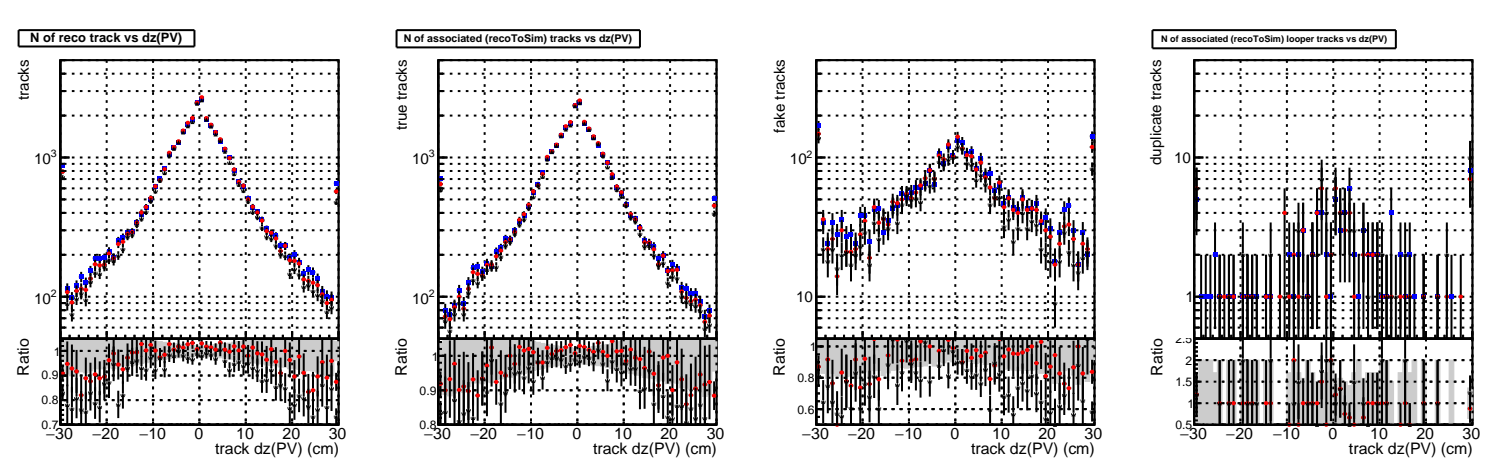 N of reco track vs dz(PV)
tracks
10³
10²
Ratio
1
0.9
0.8
0.7
−30 −20 −10 0 10 20 30
track dz(PV) (cm)
N of associated (recoToSim) tracks vs dz(PV)
true tracks
10³
10²
Ratio
1
0.9
0.8
−30 −20 −10 0 10 20 30
track dz(PV) (cm)
fake tracks
10²
10
Ratio
1
0.8
0.6
−30 −20 −10 0 10 20 30
track dz(PV) (cm)
N of associated (recoToSim) looper tracks vs dz(PV)
duplicate tracks
10
1
Ratio
2.5
2
1.5
1
0.5
−30 −20 −10 0 10 20 30
track dz(PV) (cm)